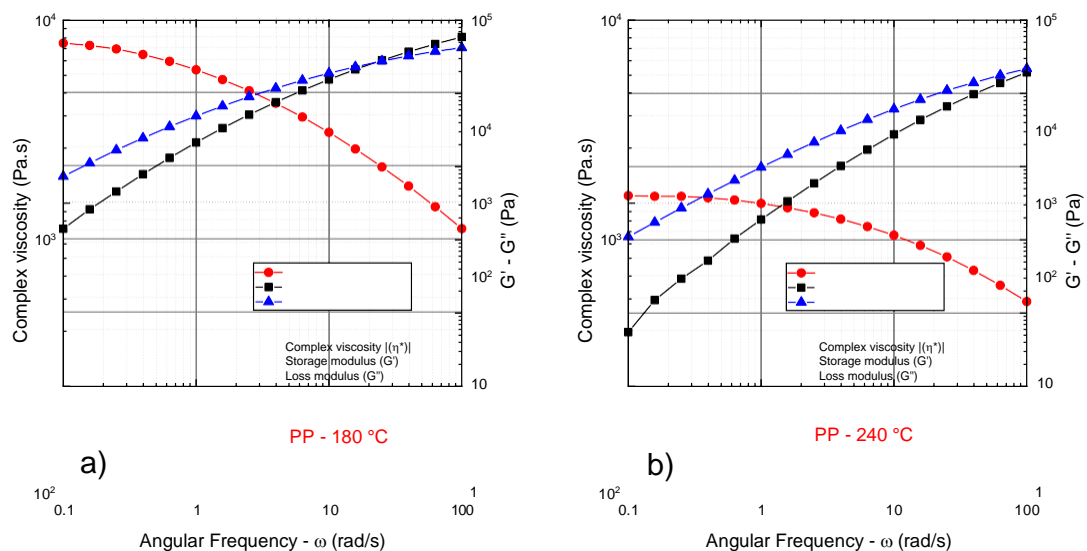 10⁴
10⁵
Complex viscosity (Pa.s)
10⁴
10³
10³
10²
G' - G'' (Pa)
Complex viscosity |(η*)|
Storage modulus (G')
Loss modulus (G'')
10
PP - 180 °C
a)
10²
1
0.1
1
10
100
Angular Frequency - ω (rad/s)
10⁴
10⁵
Complex viscosity (Pa.s)
10⁴
10³
10³
10²
G' - G'' (Pa)
Complex viscosity |(η*)|
Storage modulus (G')
Loss modulus (G'')
10
PP - 240 °C
b)
10²
1
0.1
1
10
100
Angular Frequency - ω (rad/s)